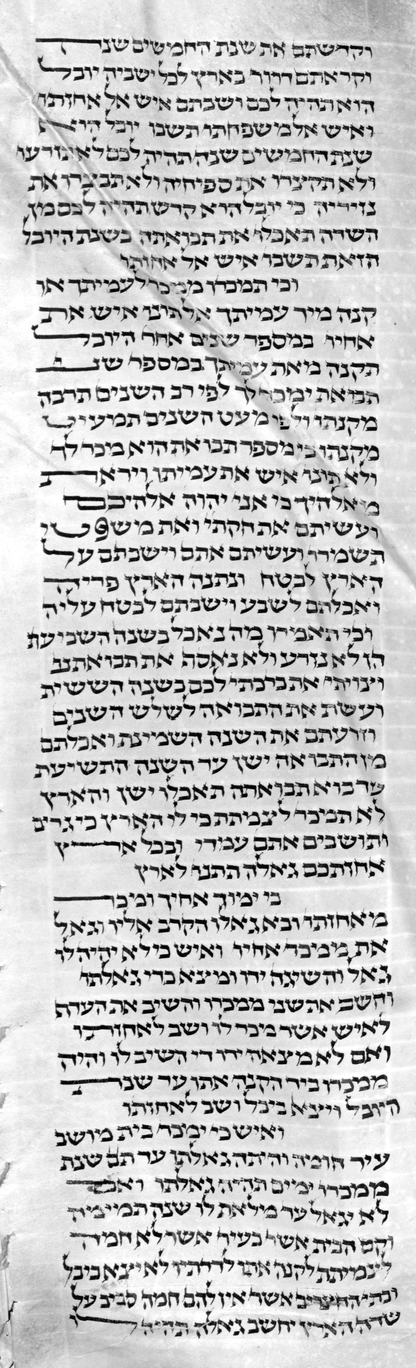 וקדשתם את שנת החמישים שנה
וקראתם דרור בארץ לכל ישביה יובל
הוא תהיה לכם ושבתם איש אל אחזתו
ואיש אל משפחתו תשבו יובל הוא
שנת החמישים שנה תהיה לכם לא תזרעו
ולא תקצרו את ספיחיה ולא תבצרו את
נזיריה כי יובל הוא קדש תהיה לכם מן
השדה תאכלו את תבואתה בשנת היובל
הזאת תשבו איש אל אחזתו
וכי תמכרו ממכר לעמיתך או
קנה מיד עמיתך אל תונו איש את
אחיו במספר שנים אחר היובל
תקנה מאת עמיתך במספר שני
תבואת ימכר לך לפי רב השנים תרבה
מקנתו ולפי מעט השנים תמעיט
מקנתו כי מספר תבואת הוא מכר לך
ולא תונו איש את עמיתו ויראת
מאלהיך כי אני יהוה אלהיכם
ועשיתם את חקתי ואת משפטי
תשמרו ועשיתם אתם וישבתם על
הארץ לבטח ונתנה הארץ פריה
ואכלתם לשבע וישבתם לבטח עליה
וכי תאמרו מה נאכל בשנה השביעת
הן לא נזרע ולא נאסף את תבואתנו
וצויתי את ברכתי לכם בשנה הששית
ועשת את התבואה לשלש השנים
וזרעתם את השנה השמינת ואכלתם
מן התבואה ישן עד השנה התשיעת
עד בוא תבואתה תאכלו ישן והארץ
לא תמכר לצמיתת כי לי הארץ כי גרים
ותושבים אתם עמדי ובכל ארץ
אחזתכם גאלה תתנו לארץ
כי ימוך אחיך ומכר
מאחזתו ובא גאלו הקרב אליו וגאל
את ממכר אחיו ואיש כי לא יהיה לו
גאל והשיגה ידו ומצא כדי גאלתו
וחשב את שני ממכרו והשיב את העדף
לאיש אשר מכר לו ושב לאחזתו
ואם לא מצאה ידו די השיב לו והיה
ממכרו ביד הקנה אתו עד שנת
היובל ויצא ביבל ושב לאחזתו
ואיש כי ימכר בית מושב
עיר חומה והיתה גאלתו עד תם שנת
ממכרו ימים תהיה גאלתו ואם
לא יגאל עד מלאת לו שנה תמימה
וקם הבית אשר בעיר אשר לא חמה
לצמיתת לקנה אתו לדרתיו לא יצא ביבל
ובתי החצרים אשר אין להם חמה סביב על
שדה הארץ יחשב גאלה תהיה לו